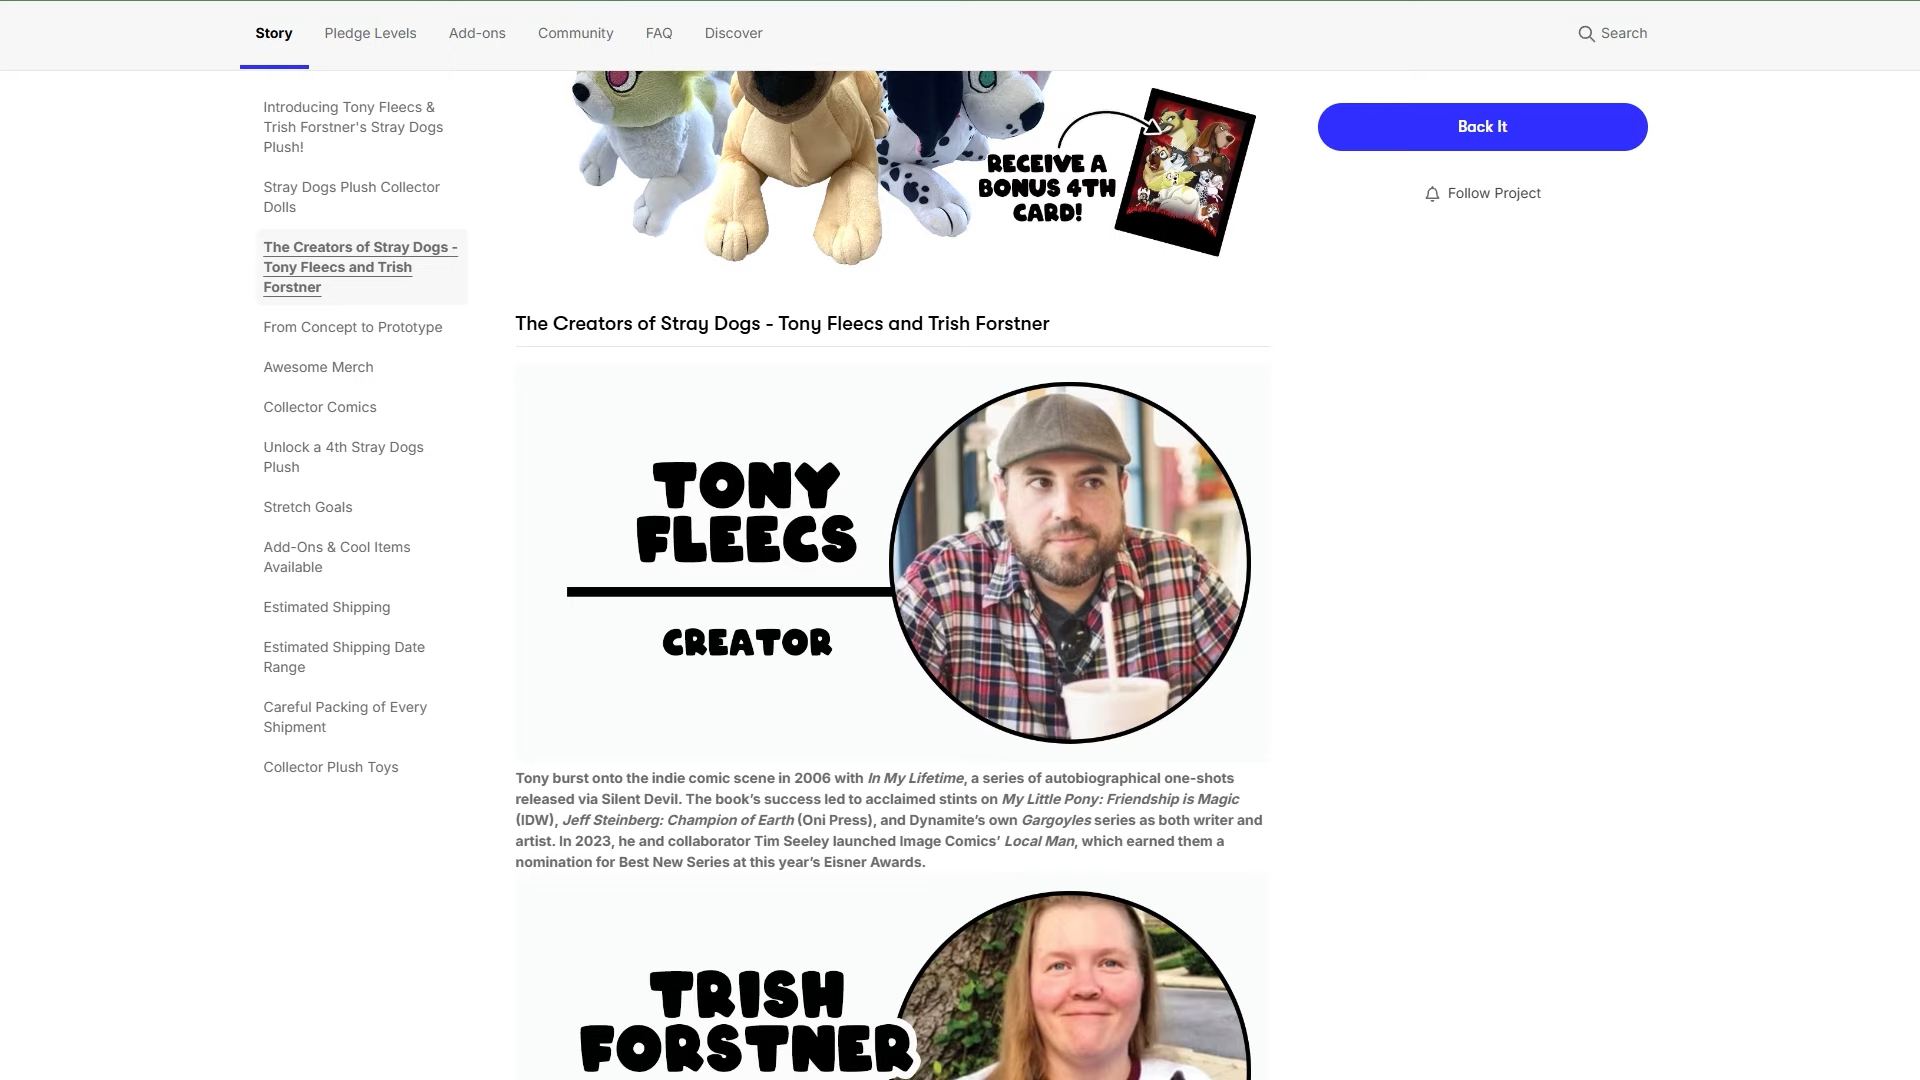 Story
Pledge Levels
Add-ons
Community
FAQ
Discover
Search
Introducing Tony Fleecs &
Trish Forstner's Stray Dogs
Plush!
Stray Dogs Plush Collector
Dolls
The Creators of Stray Dogs -
Tony Fleecs and Trish
Forstner
From Concept to Prototype
Awesome Merch
Collector Comics
Unlock a 4th Stray Dogs
Plush
Stretch Goals
Add-Ons & Cool Items
Available
Estimated Shipping
Estimated Shipping Date
Range
Careful Packing of Every
Shipment
Collector Plush Toys
RECEIVE A
BONUS 4TH
CARD!
The Creators of Stray Dogs - Tony Fleecs and Trish Forstner
TONY
FLEECS
CREATOR
Tony burst onto the indie comic scene in 2006 with In My Lifetime, a series of autobiographical one-shots
released via Silent Devil. The book’s success led to acclaimed stints on My Little Pony: Friendship is Magic
(IDW), Jeff Steinberg: Champion of Earth (Oni Press), and Dynamite’s own Gargoyles series as both writer and
artist. In 2023, he and collaborator Tim Seeley launched Image Comics’ Local Man, which earned them a
nomination for Best New Series at this year’s Eisner Awards.
TRISH
FORSTNER
Back It
Follow Project